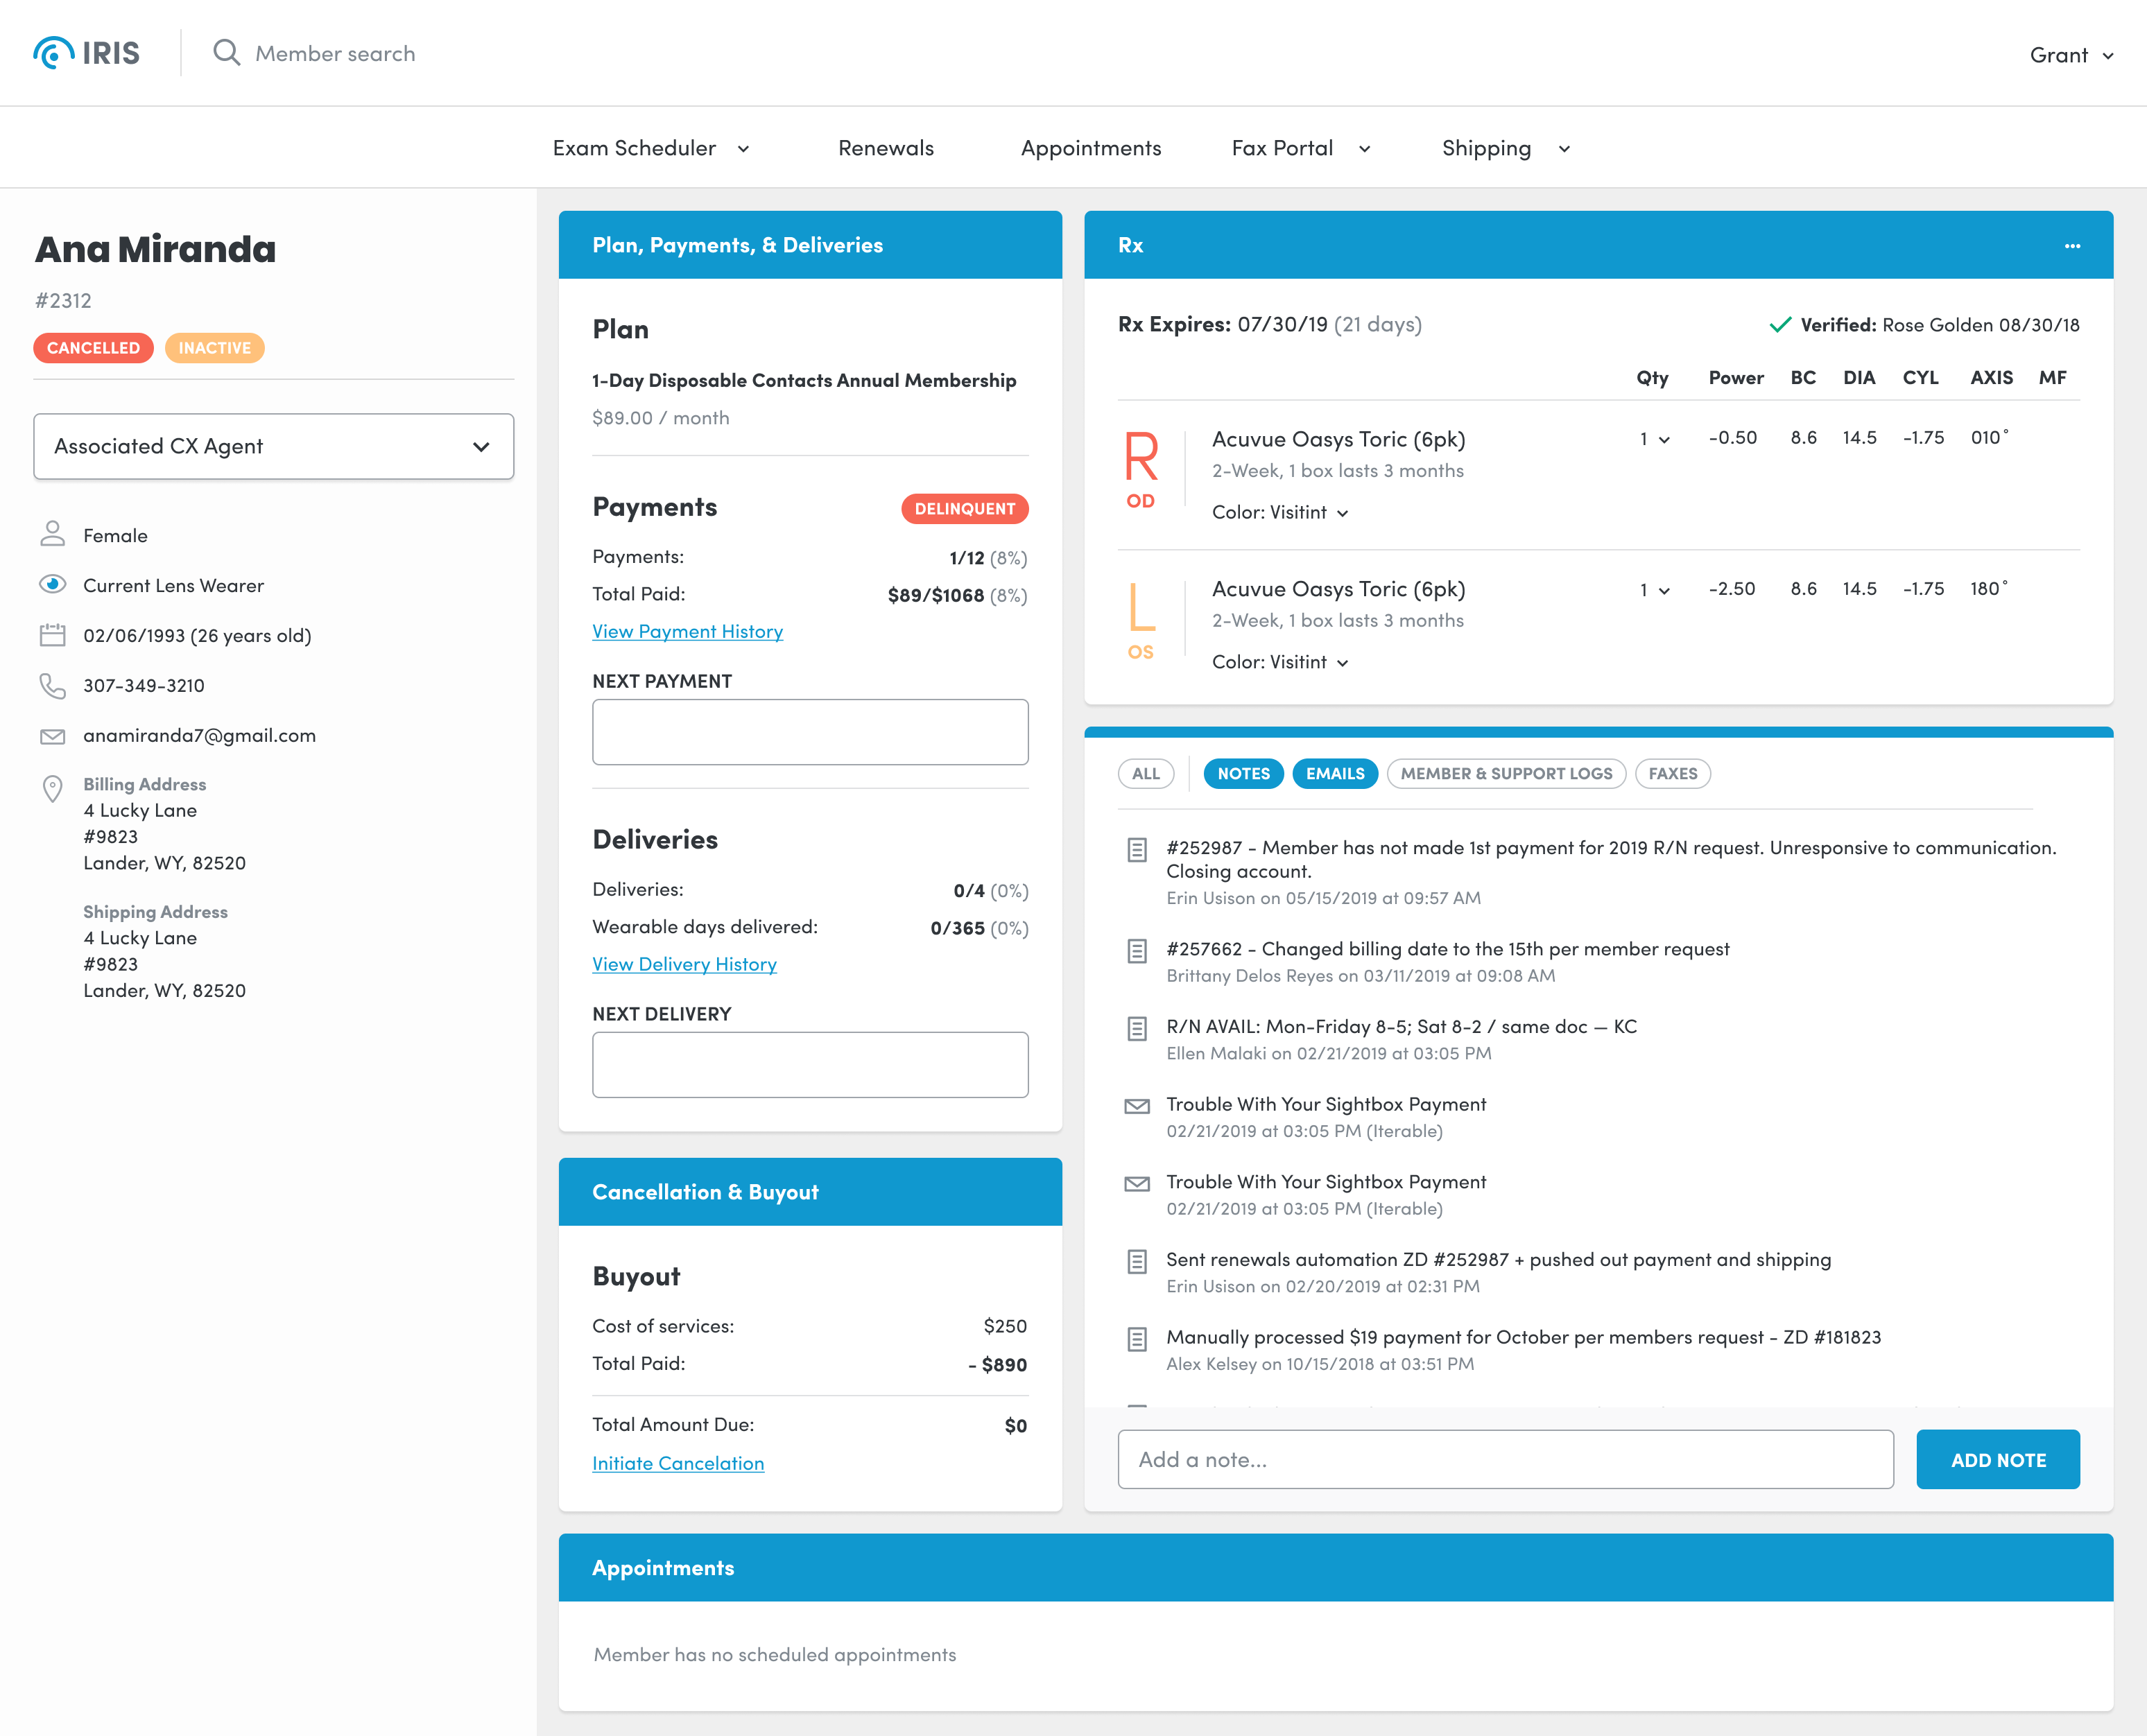 IRIS
Member search
Grant
Exam Scheduler
Renewals
Appointments
Fax Portal
Shipping
Ana Miranda
#2312
CANCELLED
INACTIVE
Associated CX Agent
Female
Current Lens Wearer
02/06/1993 (26 years old)
307-349-3210
anamiranda7@gmail.com
Billing Address
4 Lucky Lane
#9823
Lander, WY, 82520
Shipping Address
4 Lucky Lane
#9823
Lander, WY, 82520
Plan, Payments, & Deliveries
Plan
1-Day Disposable Contacts Annual Membership
$89.00 / month
Payments
DELINQUENT
Payments: 1/12 (8%)
Total Paid: $89/$1068 (8%)
View Payment History
NEXT PAYMENT
Deliveries
Deliveries: 0/4 (0%)
Wearable days delivered: 0/365 (0%)
View Delivery History
NEXT DELIVERY
Cancellation & Buyout
Buyout
Cost of services: $250
Total Paid: - $890
Total Amount Due: $0
Initiate Cancelation
Rx
Rx Expires: 07/30/19 (21 days)
Verified: Rose Golden 08/30/18
Qty Power BC DIA CYL AXIS MF
R
OD
Acuvue Oasys Toric (6pk)
1 -0.50 8.6 14.5 -1.75 010°
2-Week, 1 box lasts 3 months
Color: Visitint
L
OS
Acuvue Oasys Toric (6pk)
1 -2.50 8.6 14.5 -1.75 180°
2-Week, 1 box lasts 3 months
Color: Visitint
ALL
NOTES
EMAILS
MEMBER & SUPPORT LOGS
FAXES
#252987 - Member has not made 1st payment for 2019 R/N request. Unresponsive to communication.
Closing account.
Erin Usison on 05/15/2019 at 09:57 AM
#257662 - Changed billing date to the 15th per member request
Brittany Delos Reyes on 03/11/2019 at 09:08 AM
R/N AVAIL: Mon-Friday 8-5; Sat 8-2 / same doc — KC
Ellen Malaki on 02/21/2019 at 03:05 PM
Trouble With Your Sightbox Payment
02/21/2019 at 03:05 PM (Iterable)
Trouble With Your Sightbox Payment
02/21/2019 at 03:05 PM (Iterable)
Sent renewals automation ZD #252987 + pushed out payment and shipping
Erin Usison on 02/20/2019 at 02:31 PM
Manually processed $19 payment for October per members request - ZD #181823
Alex Kelsey on 10/15/2018 at 03:51 PM
Add a note...
ADD NOTE
Appointments
Member has no scheduled appointments